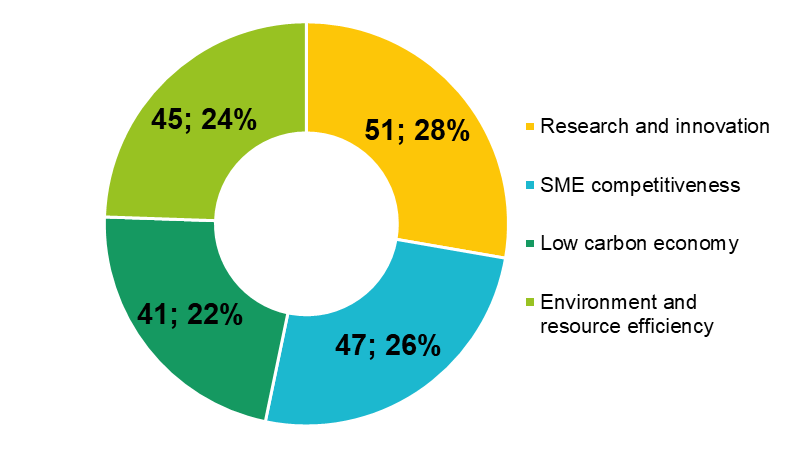 45; 24%
51; 28%
41; 22%
47; 26%
Research and innovation
SME competitiveness
Low carbon economy
Environment and
resource efficiency